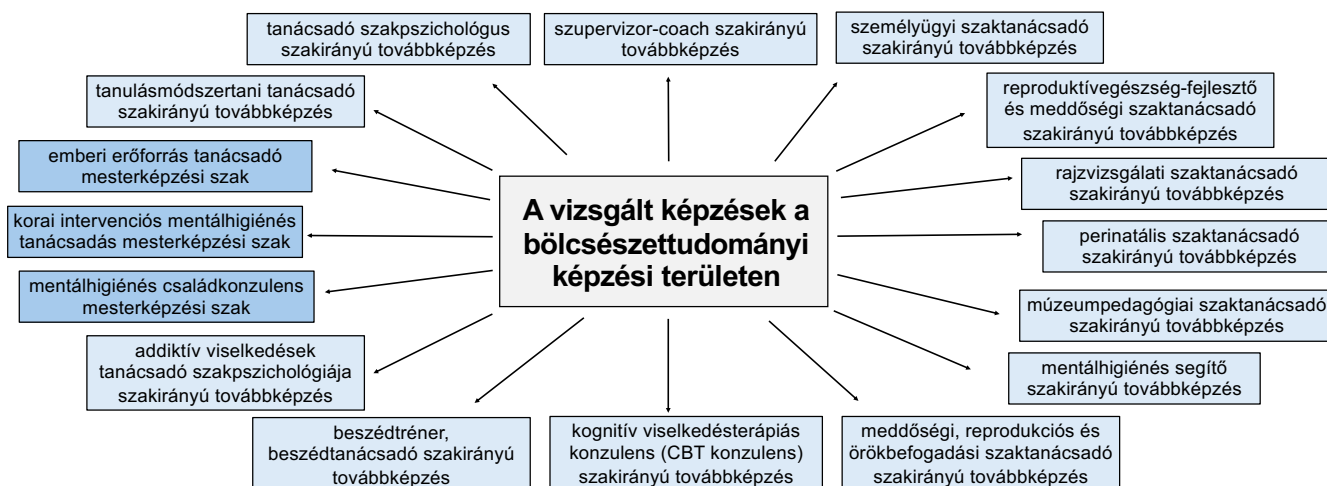 tanácsadó szakpszichológus
szakirányú továbbképzés
szupervizor-coach szakirányú
továbbképzés
személyügyi szaktanácsadó
szakirányú továbbképzés
tanulásmódszertani tanácsadó
szakirányú továbbképzés
reproduktívegészség-fejlesztő
és meddőségi szaktanácsadó
szakirányú továbbképzés
emberi erőforrás tanácsadó
mesterképzési szak
rajzvizsgálati szaktanácsadó
szakirányú továbbképzés
korai intervenciós mentálhigiénés
tanácsadás mesterképzési szak
A vizsgált képzések a
bölcsészettudományi
képzési területen
perinatális szaktanácsadó
szakirányú továbbképzés
mentálhigiénés családkonzulens
mesterképzési szak
múzeumpedagógiai szaktanácsadó
szakirányú továbbképzés
addiktív viselkedések
tanácsadó szakpszichológiája
szakirányú továbbképzés
mentálhigiénés segítő
szakirányú továbbképzés
beszédtréner,
beszédtanácsadó szakirányú
továbbképzés
kognitív viselkedésterápiás
konzulens (CBT konzulens)
szakirányú továbbképzés
meddőségi, reprodukciós és
örökbefogadási szaktanácsadó
szakirányú továbbképzés